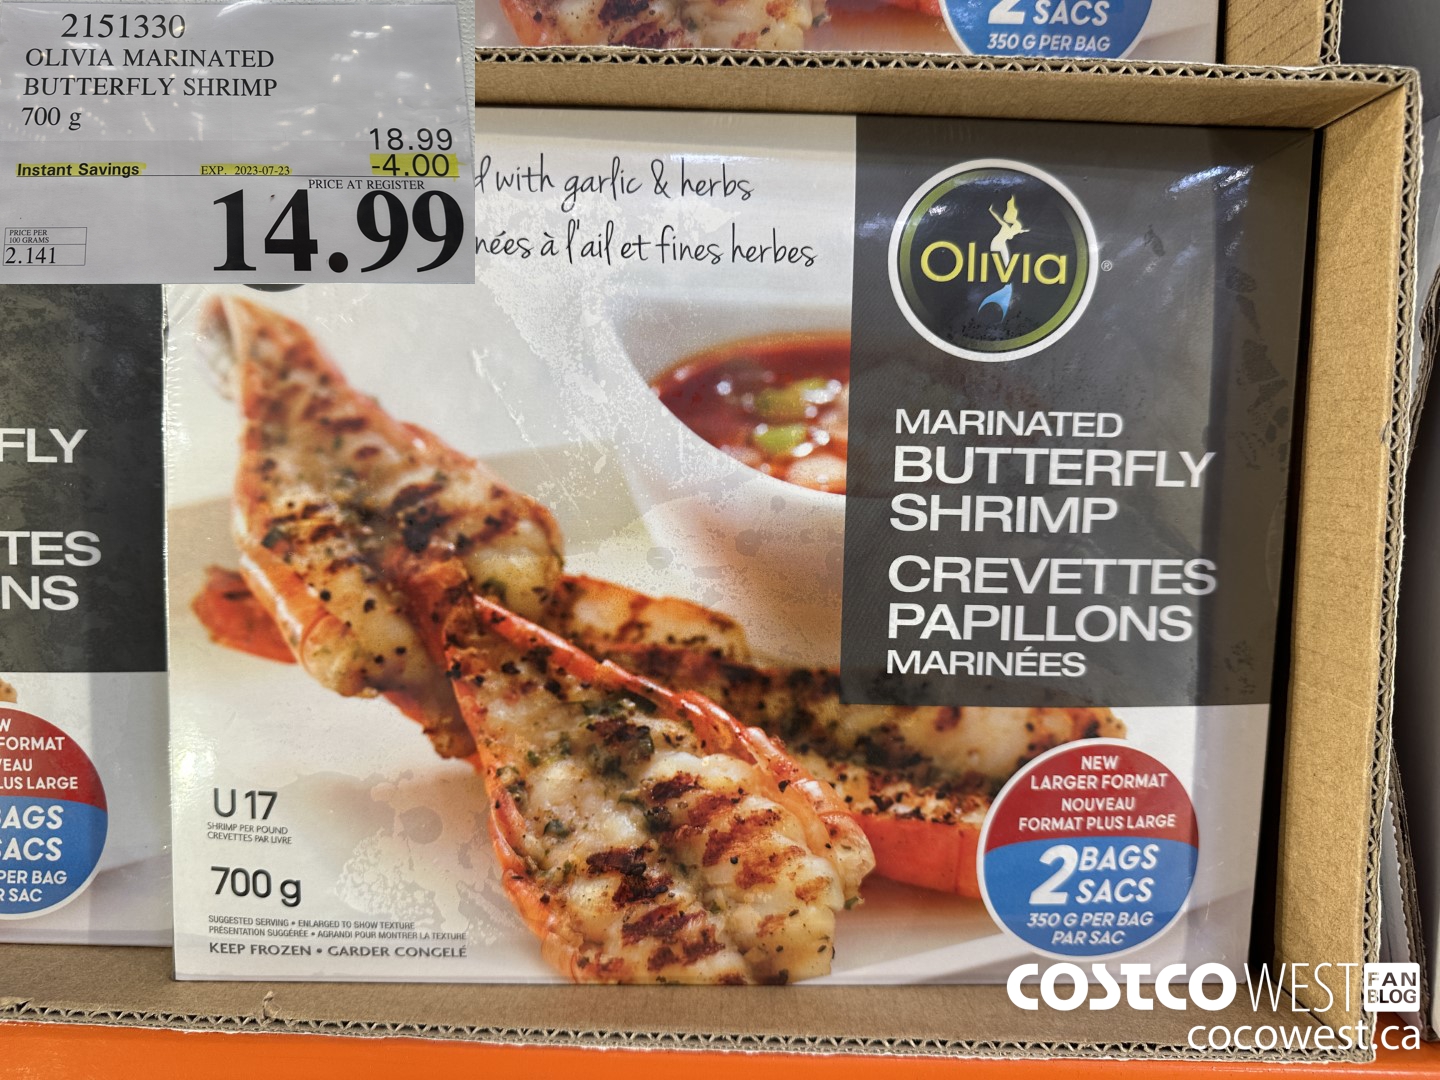 2151330
OLIVIA MARINATED
BUTTERFLY SHRIMP
700 g
18.99
Instant Savings EXP. 2023-07-23 -4.00
PRICE AT REGISTER
14.99
PRICE PER
100 GRAMS
2.141
2 SACS
350 G PER BAG
with garlic & herbs
nées à l'ail et fines herbes
Olivia ®
MARINATED
BUTTERFLY
SHRIMP
CREVETTES
PAPILLONS
MARINÉES
FLY
TES
NS
W
FORMAT
VEAU
LUS LARGE
BAGS
SACS
PER BAG
R SAC
U 17
SHRIMP PER POUND
CREVETTES PAR LIVRE
700 g
SUGGESTED SERVING • ENLARGED TO SHOW TEXTURE
PRÉSENTATION SUGGÉRÉE • AGRANDI POUR MONTRER LA TEXTURE
KEEP FROZEN • GARDER CONGELÉ
NEW
LARGER FORMAT
NOUVEAU
FORMAT PLUS LARGE
2 BAGS
SACS
350 G PER BAG
PAR SAC
COSTCO WEST FAN BLOG
cocowest.ca